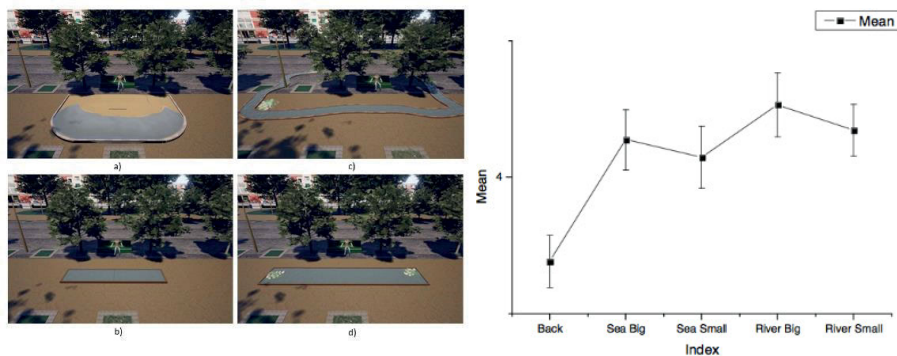 a)
c)
b)
d)
Mean
Mean
4
Back
Sea Big
Sea Small
River Big
River Small
Index